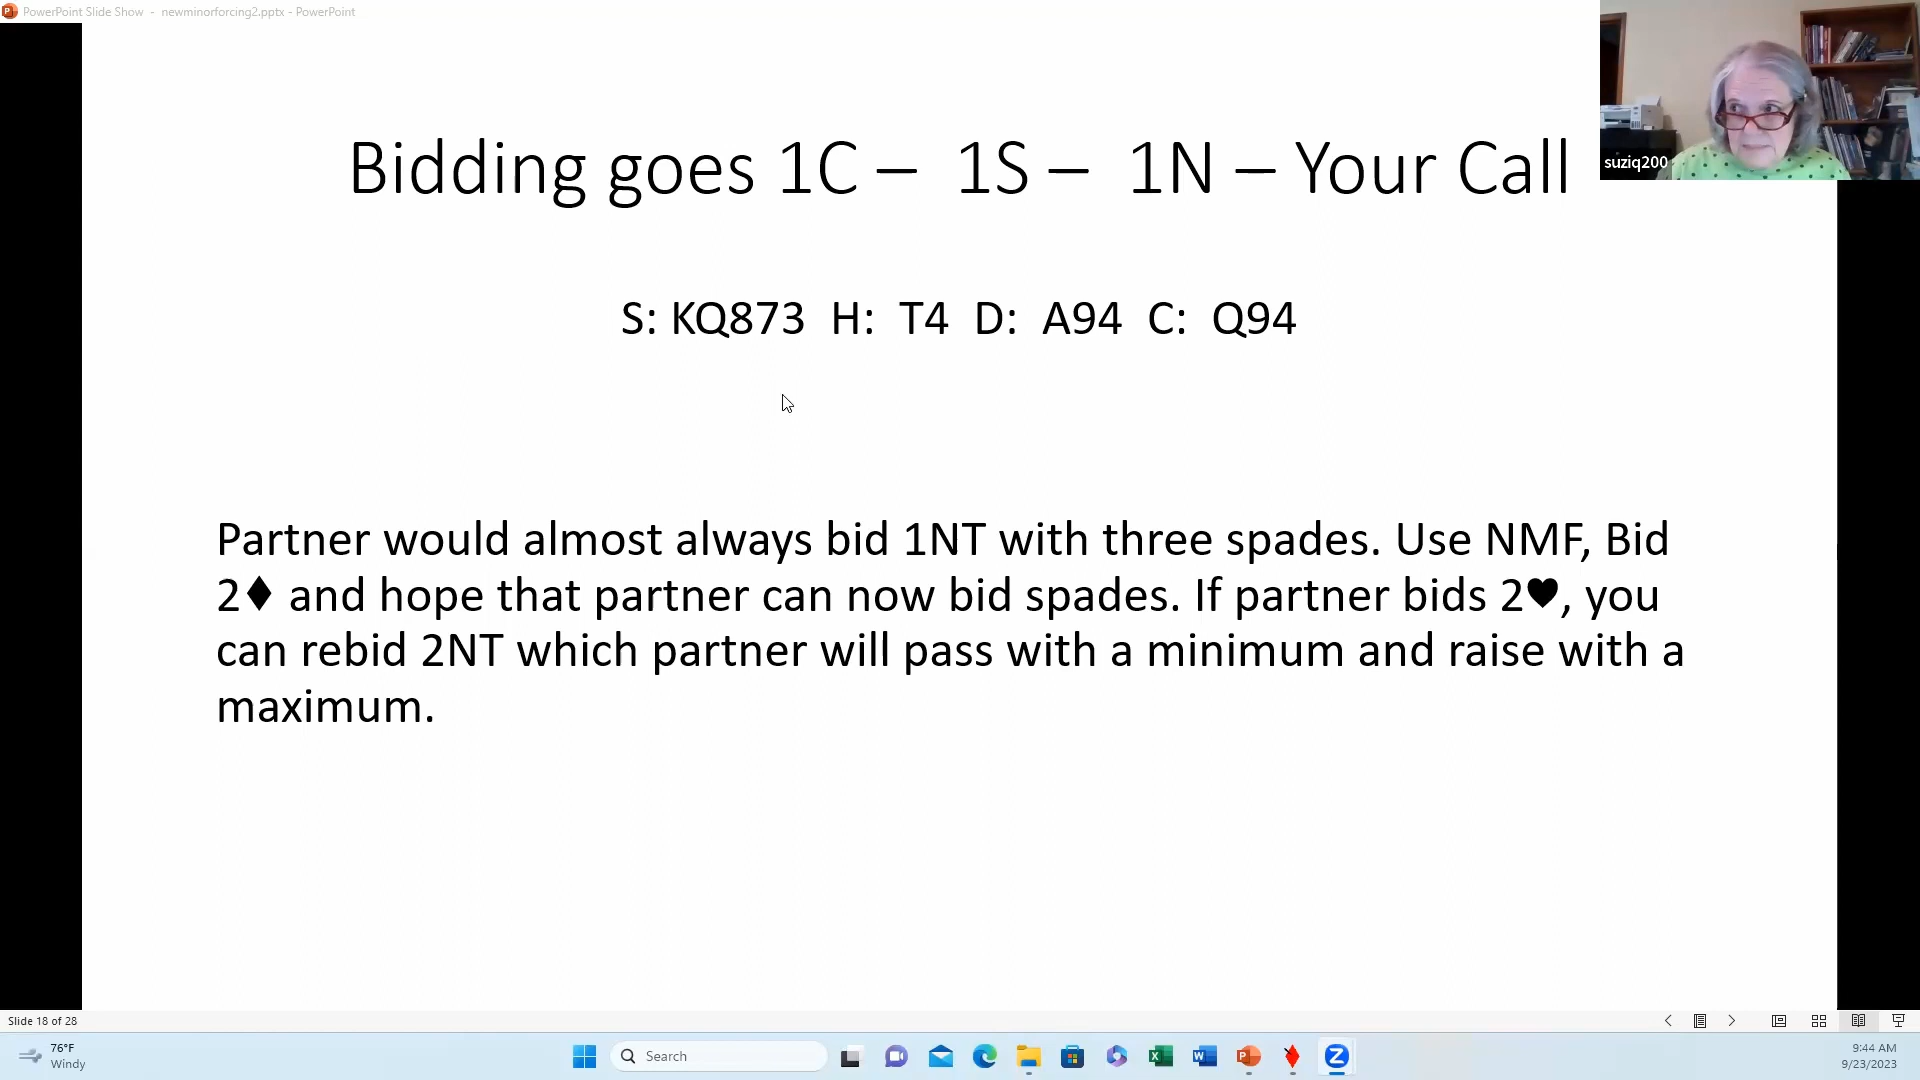 PowerPoint Slide Show - newminorforcing2.pptx - PowerPoint
suziq200
Bidding goes 1C – 1S – 1N – Your Call
S: KQ873 H: T4 D: A94 C: Q94
Partner would almost always bid 1NT with three spades. Use NMF, Bid
2♦ and hope that partner can now bid spades. If partner bids 2♥, you
can rebid 2NT which partner will pass with a minimum and raise with a
maximum.
Slide 18 of 28
76°F
Windy
Search
9:44 AM
9/23/2023